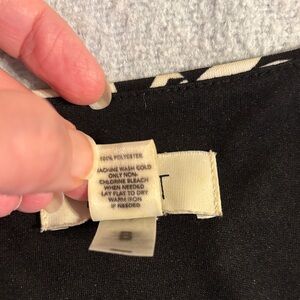 100% POLYESTER
MACHINE WASH COLD
ONLY NON-
CHLORINE BLEACH
WHEN NEEDED
LAY FLAT TO DRY
WARM IRON
IF NEEDED
T
8